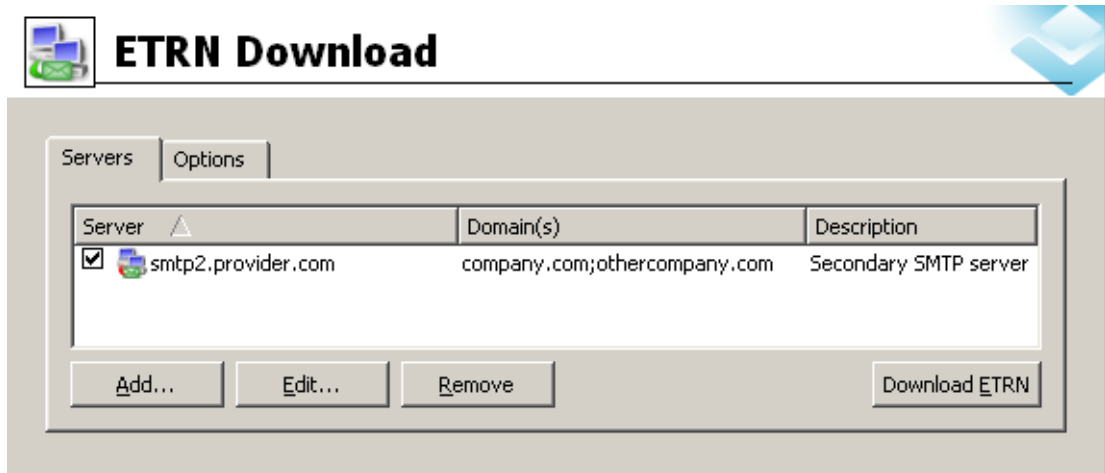 ETRN Download
Servers Options
Server Domain(s) Description
smtp2.provider.com company.com;othercompany.com Secondary SMTP server
Add... Edit... Remove Download ETRN